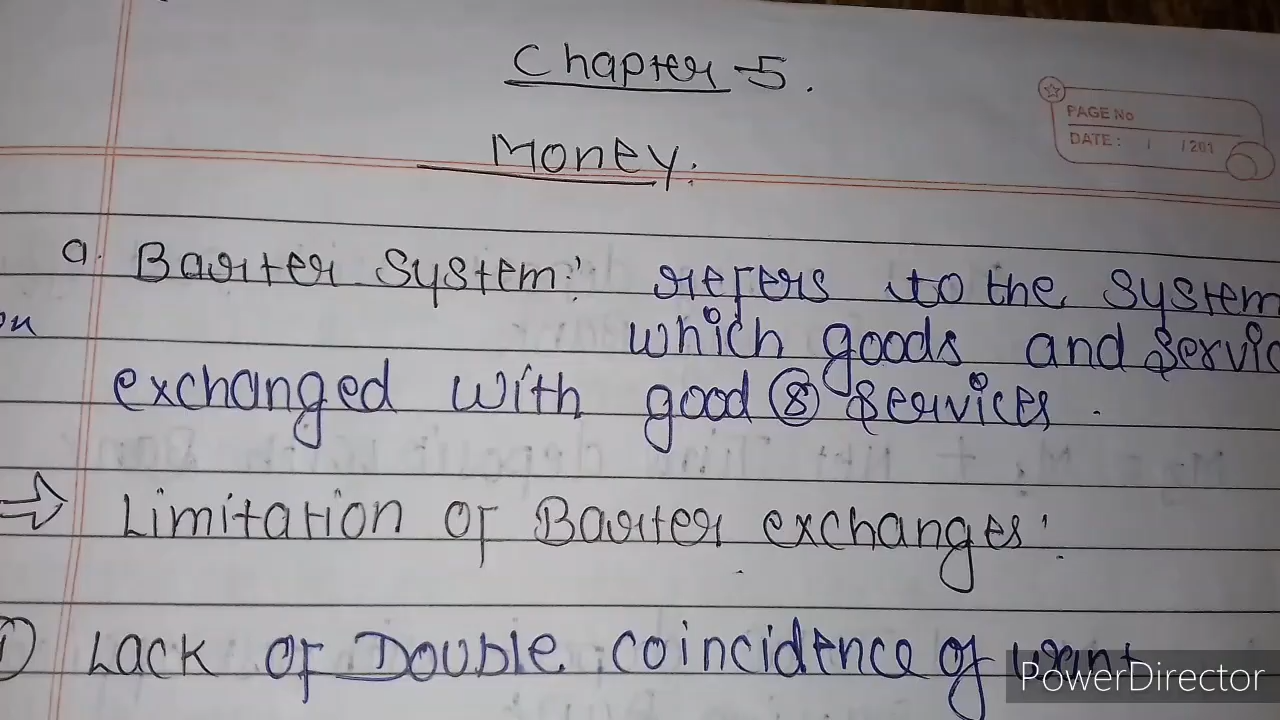 Chapter - 5.
PAGE No
DATE: / /201
Money:
a. Barter System: refers to the System
which goods and Servic
exchanged with good & Services.
⇒ Limitation of Barter exchanges:
1) Lack of Double coincidence of want
PowerDirector